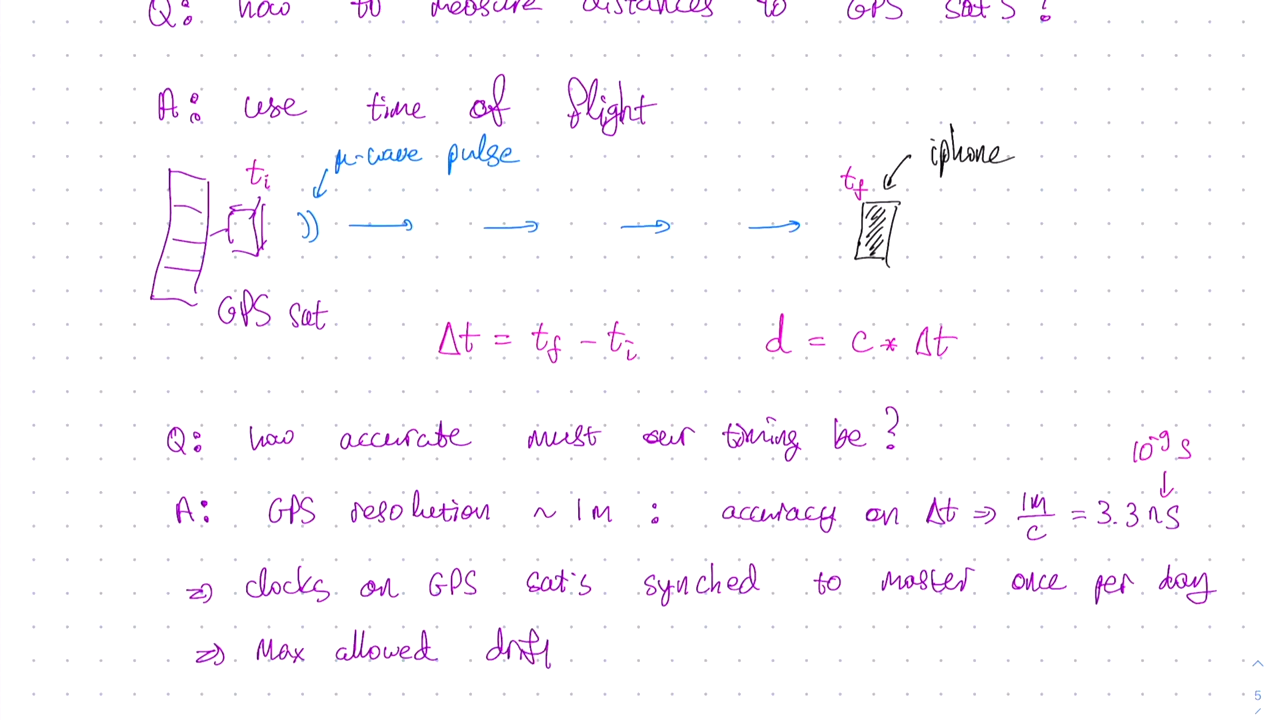 Q: how to measure distances to GPS sat's?
A: use time of flight
μ-wave pulse
iphone
ti
tf
GPS sat
Δt = tf - ti
d = c * Δt
Q: how accurate must our timing be?
10^-9 s
A: GPS resolution ~ 1m : accuracy on Δt ⇒ 1m/c = 3.3 ns
⇒ clocks on GPS sat's synched to master once per day
⇒ Max allowed drift
5